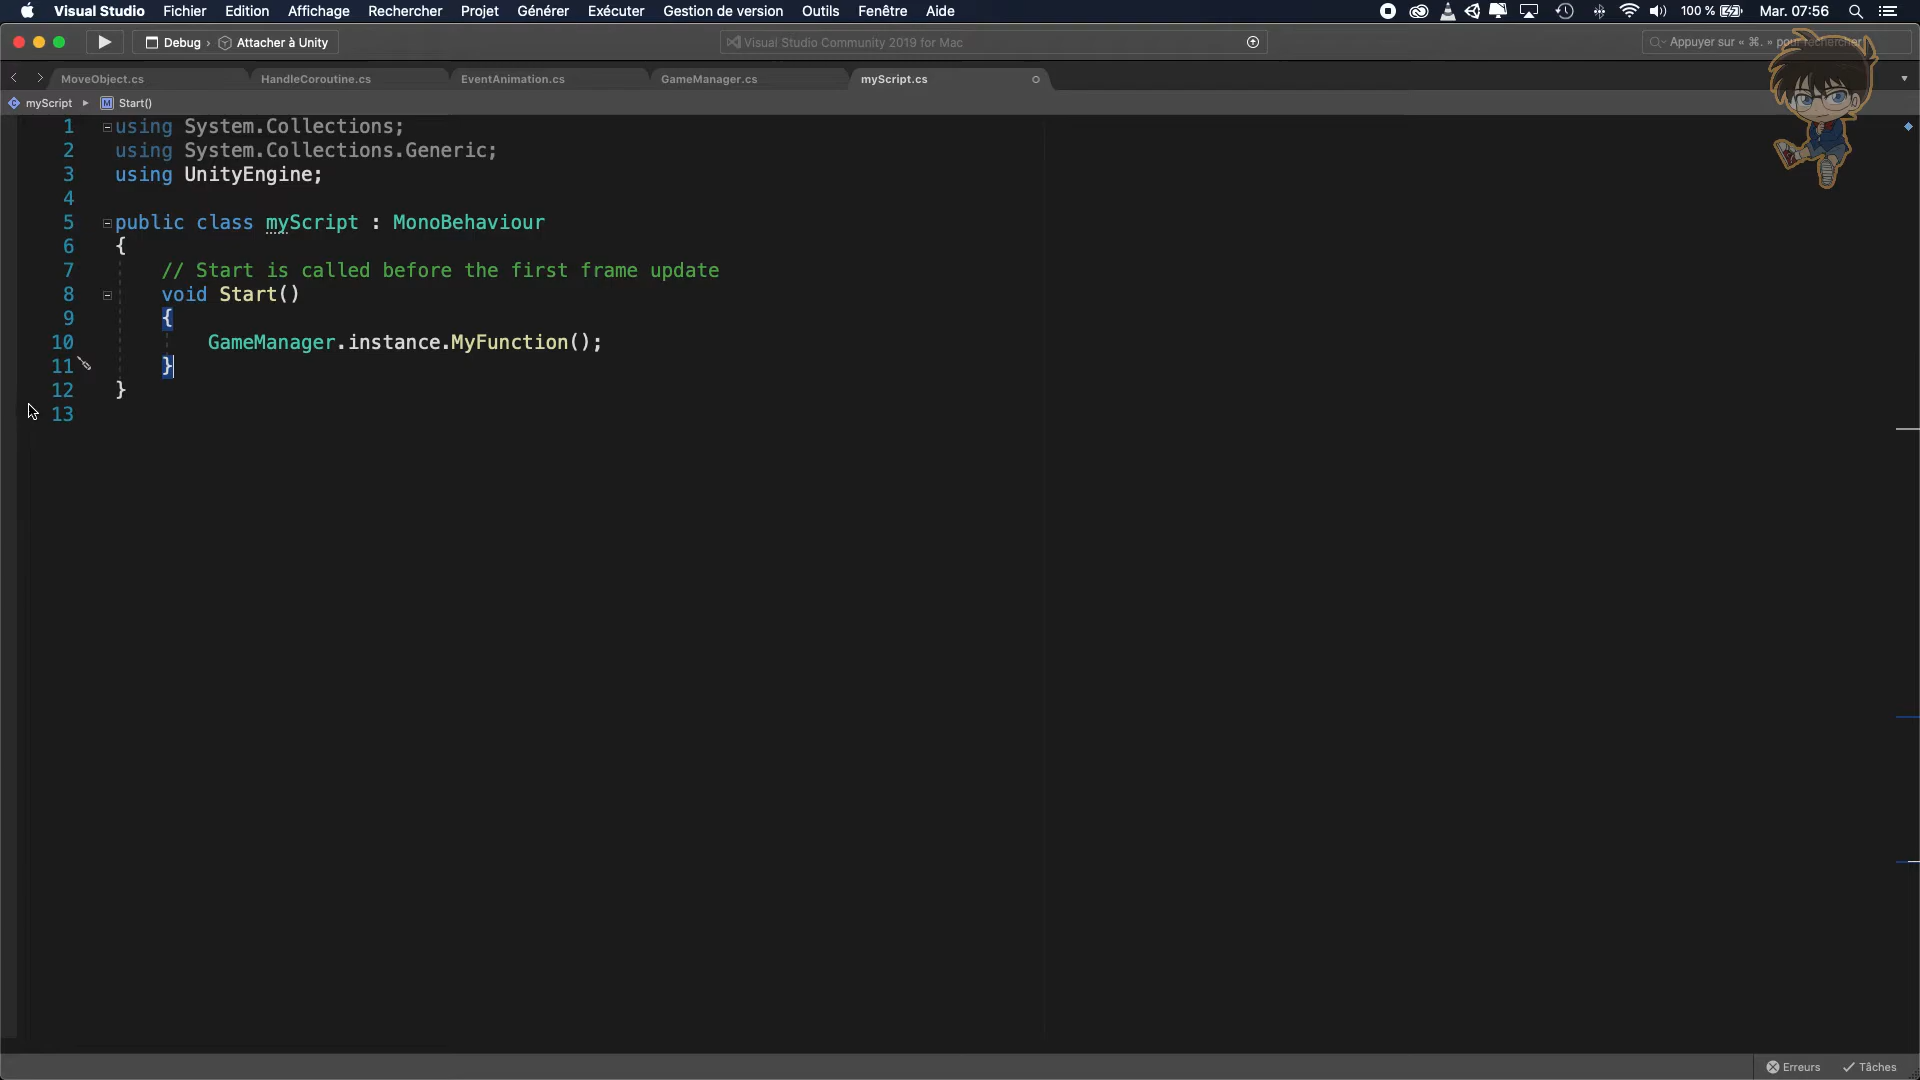 Visual Studio Fichier Edition Affichage Rechercher Projet Générer Exécuter Gestion de version Outils Fenêtre Aide 100 % Mar. 07:56
Debug › Attacher à Unity Visual Studio Community 2019 for Mac Appuyer sur « ⌘. » pour rechercher
MoveObject.cs HandleCoroutine.cs EventAnimation.cs GameManager.cs myScript.cs
myScript ▸ M Start()
1 using System.Collections;
2 using System.Collections.Generic;
3 using UnityEngine;
4
5 public class myScript : MonoBehaviour
6 {
7 // Start is called before the first frame update
8 void Start()
9 {
10 GameManager.instance.MyFunction();
11 }
12 }
13
Erreurs Tâches